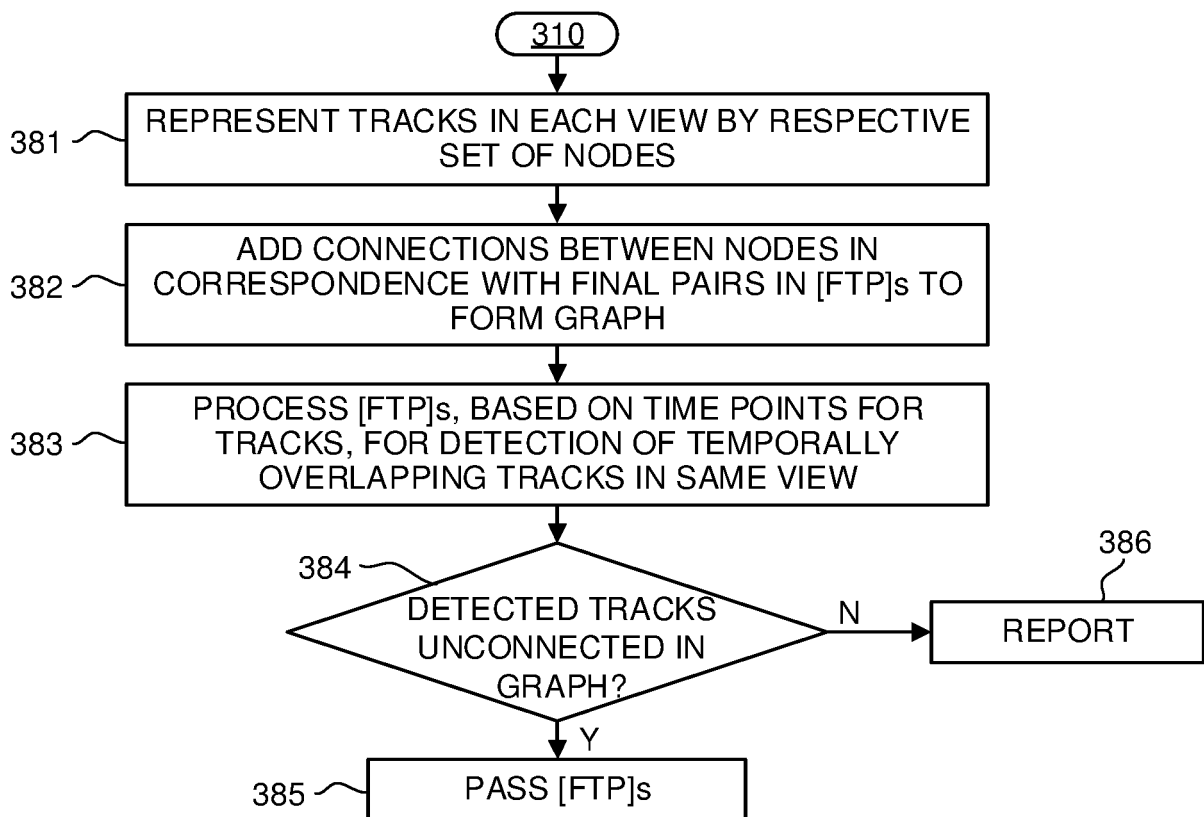 310
381
REPRESENT TRACKS IN EACH VIEW BY RESPECTIVE
SET OF NODES
382
ADD CONNECTIONS BETWEEN NODES IN
CORRESPONDENCE WITH FINAL PAIRS IN [FTP]s TO
FORM GRAPH
383
PROCESS [FTP]s, BASED ON TIME POINTS FOR
TRACKS, FOR DETECTION OF TEMPORALLY
OVERLAPPING TRACKS IN SAME VIEW
384
DETECTED TRACKS
UNCONNECTED IN
GRAPH?
N
386
REPORT
Y
385
PASS [FTP]s